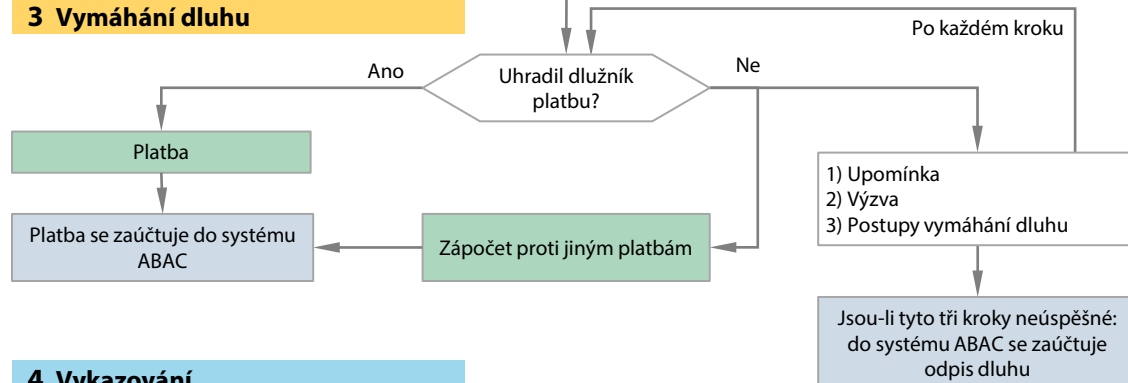 3 Vymáhání dluhu
Po každém kroku
Ano
Uhradil dlužník
platbu?
Ne
Platba
1) Upomínka
2) Výzva
3) Postupy vymáhání dluhu
Platba se zaúčtuje do systému
ABAC
Zápočet proti jiným platbám
Jsou-li tyto tři kroky neúspěšné:
do systému ABAC se zaúčtuje
odpis dluhu
4 Vykazování